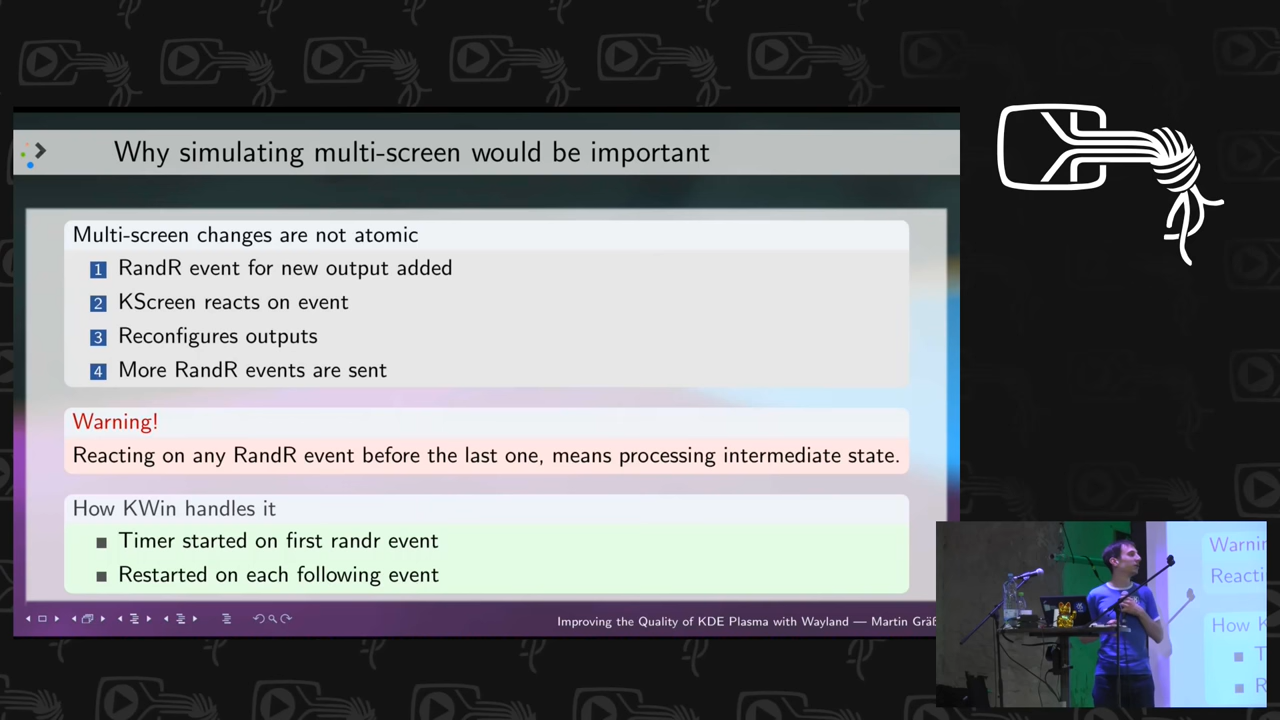 Why simulating multi-screen would be important
Multi-screen changes are not atomic
1 RandR event for new output added
2 KScreen reacts on event
3 Reconfigures outputs
4 More RandR events are sent
Warning!
Reacting on any RandR event before the last one, means processing intermediate state.
How KWin handles it
Timer started on first randr event
Restarted on each following event
Improving the Quality of KDE Plasma with Wayland — Martin Gräß
Warnin
Reacti
How K
T
R